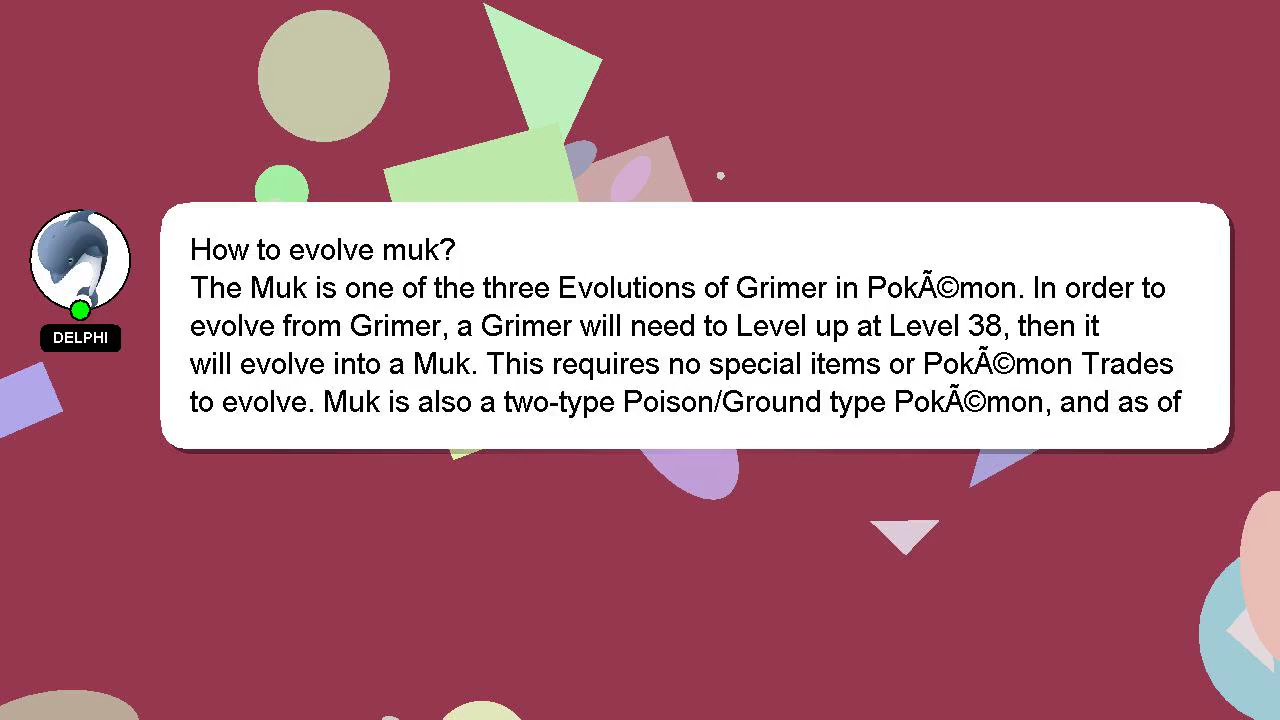 How to evolve muk?
The Muk is one of the three Evolutions of Grimer in PokÃ©mon. In order to
evolve from Grimer, a Grimer will need to Level up at Level 38, then it
will evolve into a Muk. This requires no special items or PokÃ©mon Trades
to evolve. Muk is also a two-type Poison/Ground type PokÃ©mon, and as of
DELPHI